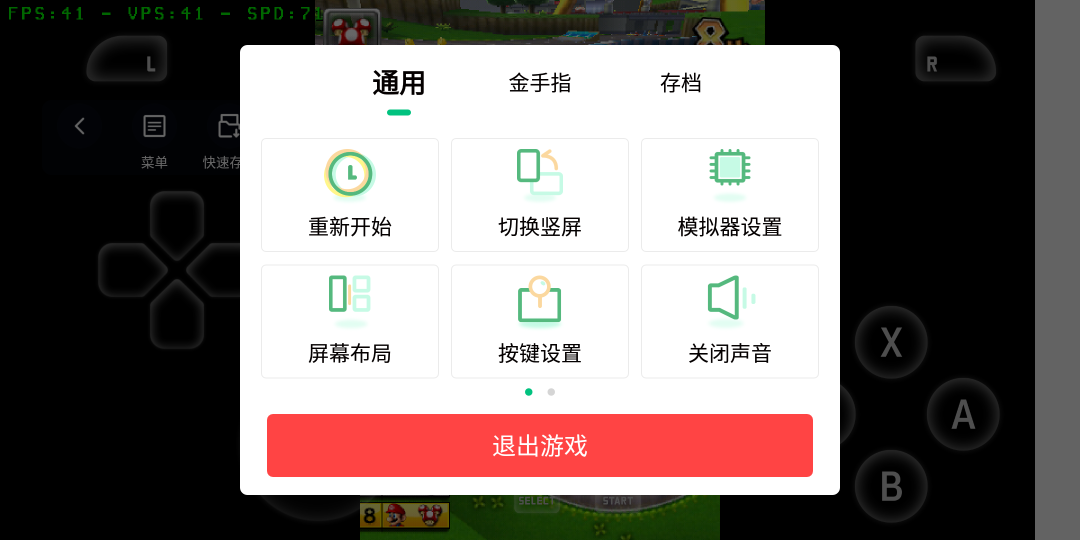 FPS:41 - VPS:41 - SPD:71
L
R
8th
通用
金手指
存档
菜单
快速存
重新开始
切换竖屏
模拟器设置
屏幕布局
按键设置
关闭声音
X
A
B
退出游戏
SELECT
START
8